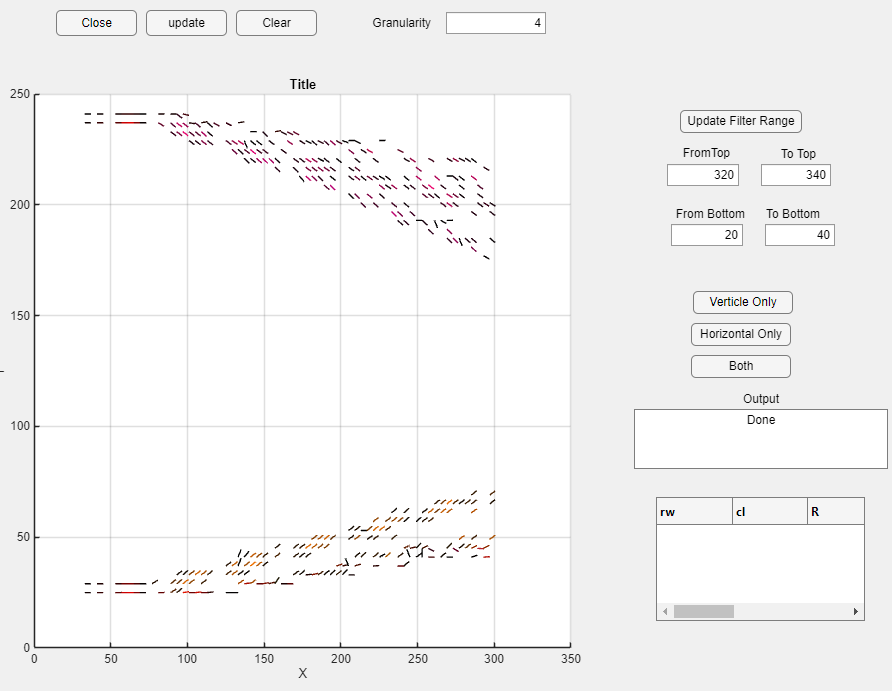 Close
update
Clear
Granularity
4
Title
250
200
150
100
50
0
0
50
100
150
200
250
300
350
X
Update Filter Range
FromTop
To Top
320
340
From Bottom
To Bottom
20
40
Verticle Only
Horizontal Only
Both
Output
Done
rw
cl
R